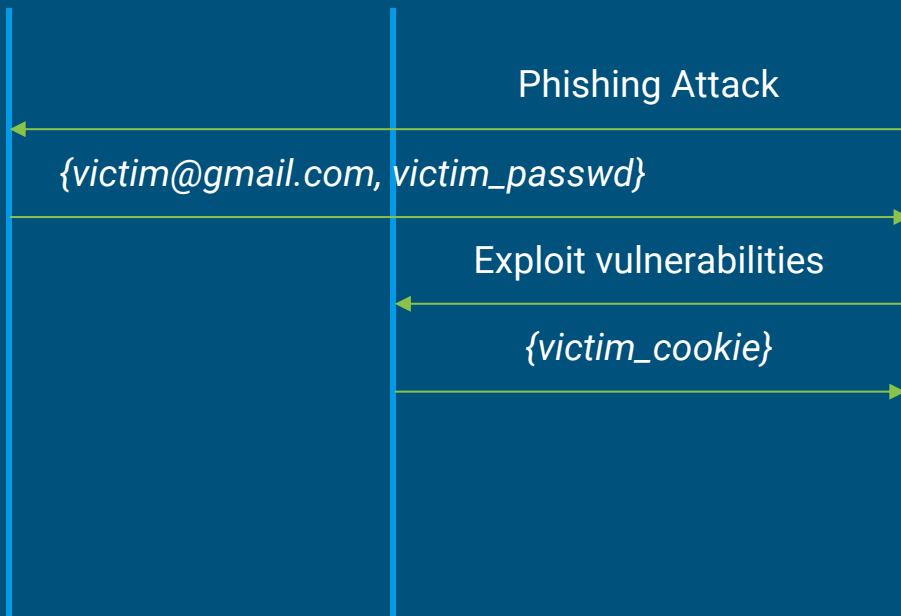 Phishing Attack
{victim@gmail.com, victim_passwd}
Exploit vulnerabilities
{victim_cookie}